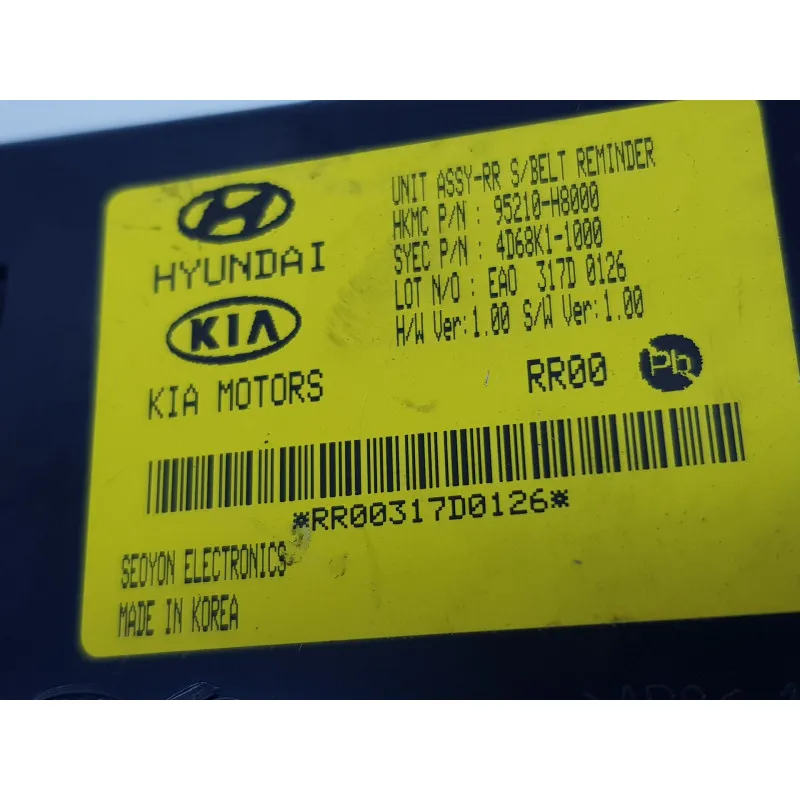 HYUNDAI
KIA
KIA MOTORS
UNIT ASSY-RR S/BELT REMINDER
HKMC P/N : 95210-H8000
SYEC P/N : 4D68K1-1000
LOT N/O : EAO 317D 0126
H/W Ver:1.00 S/W Ver:1.00
RR00 Pb
*RR00317D0126*
SEOYON ELECTRONICS
MADE IN KOREA